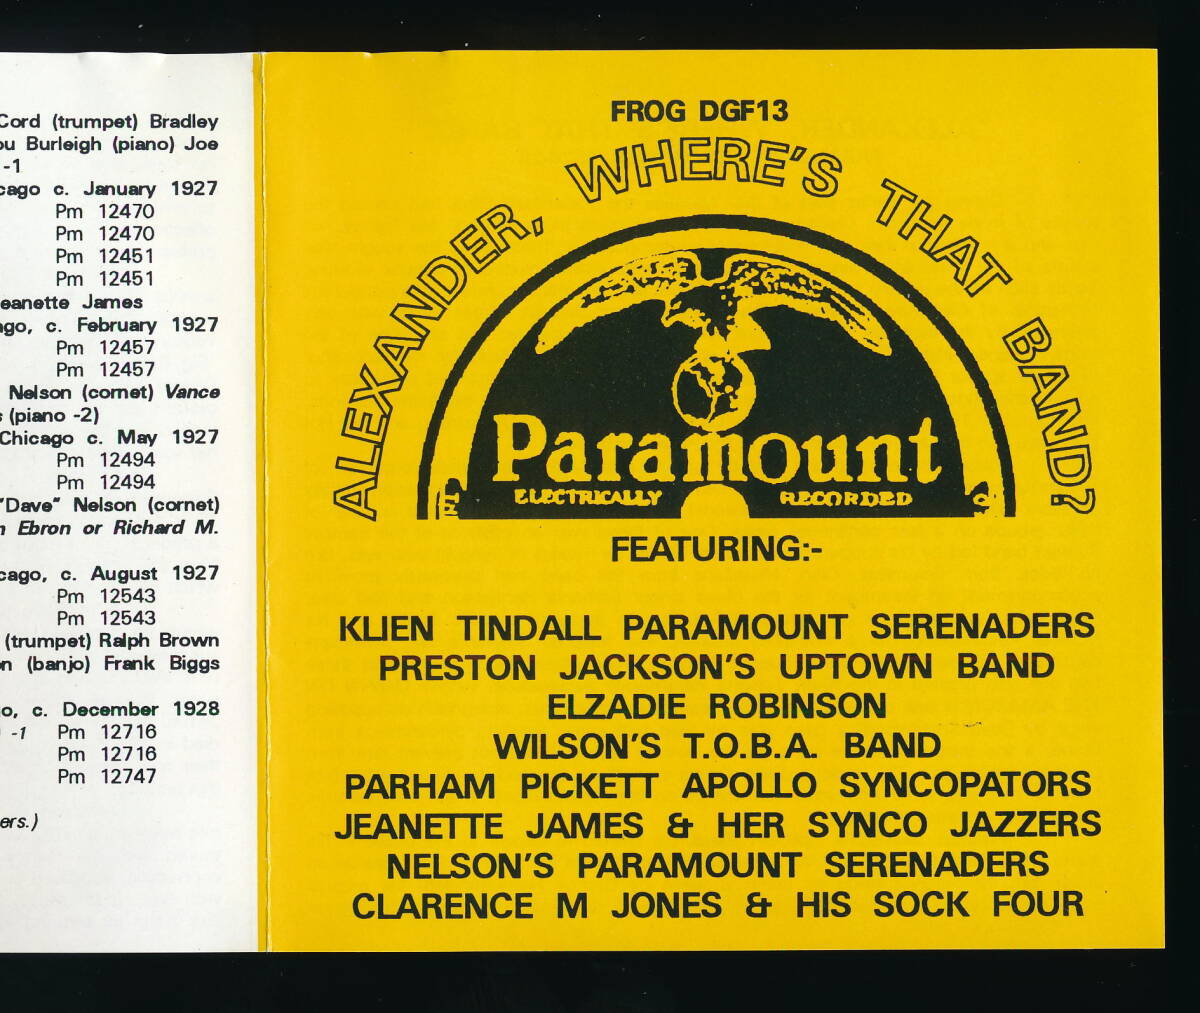 Cord (trumpet) Bradley
ou Burleigh (piano) Joe
-1
cago c. January 1927
Pm 12470
Pm 12470
Pm 12451
Pm 12451
eanette James
ago, c. February 1927
Pm 12457
Pm 12457
Nelson (cornet) Vance
s (piano -2)
Chicago c. May 1927
Pm 12494
Pm 12494
"Dave" Nelson (cornet)
n Ebron or Richard M.
cago, c. August 1927
Pm 12543
Pm 12543
(trumpet) Ralph Brown
on (banjo) Frank Biggs
go, c. December 1928
-1 Pm 12716
Pm 12716
Pm 12747
ers.)
FROG DGF13
ALEXANDER, WHERE'S THAT BAND?
Paramount
ELECTRICALLY RECORDED
FEATURING:-
KLIEN TINDALL PARAMOUNT SERENADERS
PRESTON JACKSON'S UPTOWN BAND
ELZADIE ROBINSON
WILSON'S T.O.B.A. BAND
PARHAM PICKETT APOLLO SYNCOPATORS
JEANETTE JAMES & HER SYNCO JAZZERS
NELSON'S PARAMOUNT SERENADERS
CLARENCE M JONES & HIS SOCK FOUR